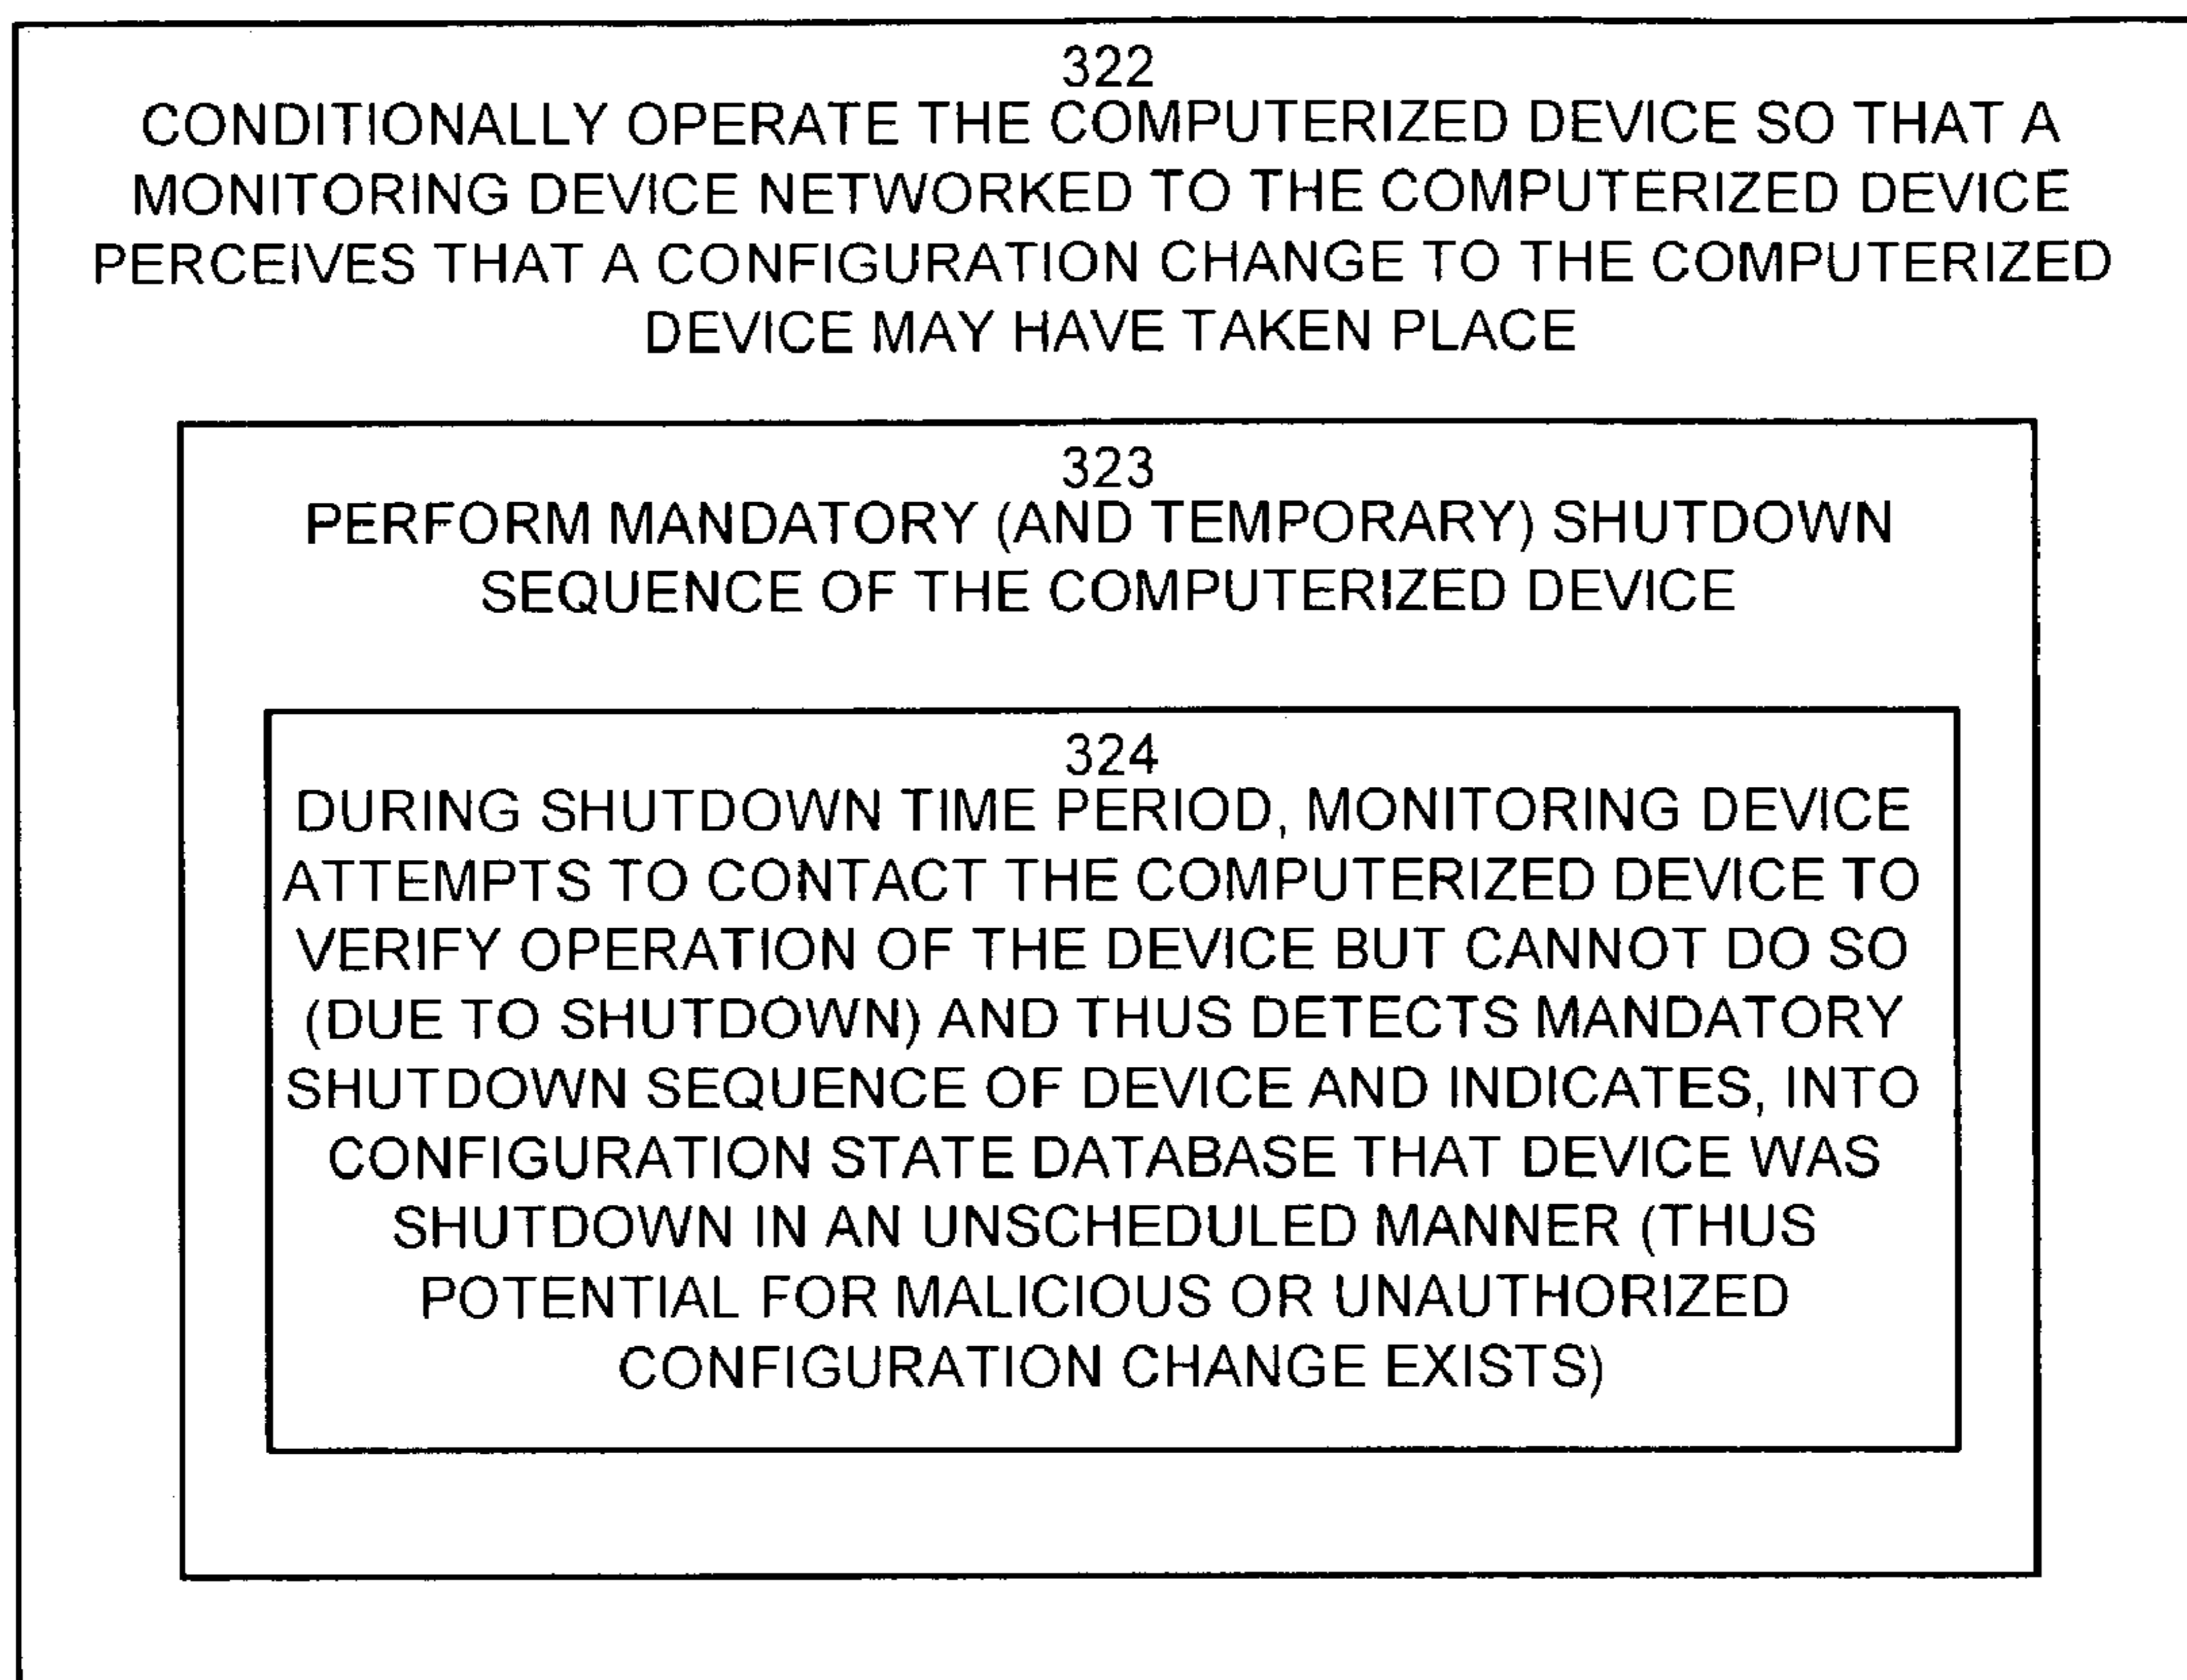 322
CONDITIONALLY OPERATE THE COMPUTERIZED DEVICE SO THAT A
MONITORING DEVICE NETWORKED TO THE COMPUTERIZED DEVICE
PERCEIVES THAT A CONFIGURATION CHANGE TO THE COMPUTERIZED
DEVICE MAY HAVE TAKEN PLACE
323
PERFORM MANDATORY (AND TEMPORARY) SHUTDOWN
SEQUENCE OF THE COMPUTERIZED DEVICE
324
DURING SHUTDOWN TIME PERIOD, MONITORING DEVICE
ATTEMPTS TO CONTACT THE COMPUTERIZED DEVICE TO
VERIFY OPERATION OF THE DEVICE BUT CANNOT DO SO
(DUE TO SHUTDOWN) AND THUS DETECTS MANDATORY
SHUTDOWN SEQUENCE OF DEVICE AND INDICATES, INTO
CONFIGURATION STATE DATABASE THAT DEVICE WAS
SHUTDOWN IN AN UNSCHEDULED MANNER (THUS
POTENTIAL FOR MALICIOUS OR UNAUTHORIZED
CONFIGURATION CHANGE EXISTS)